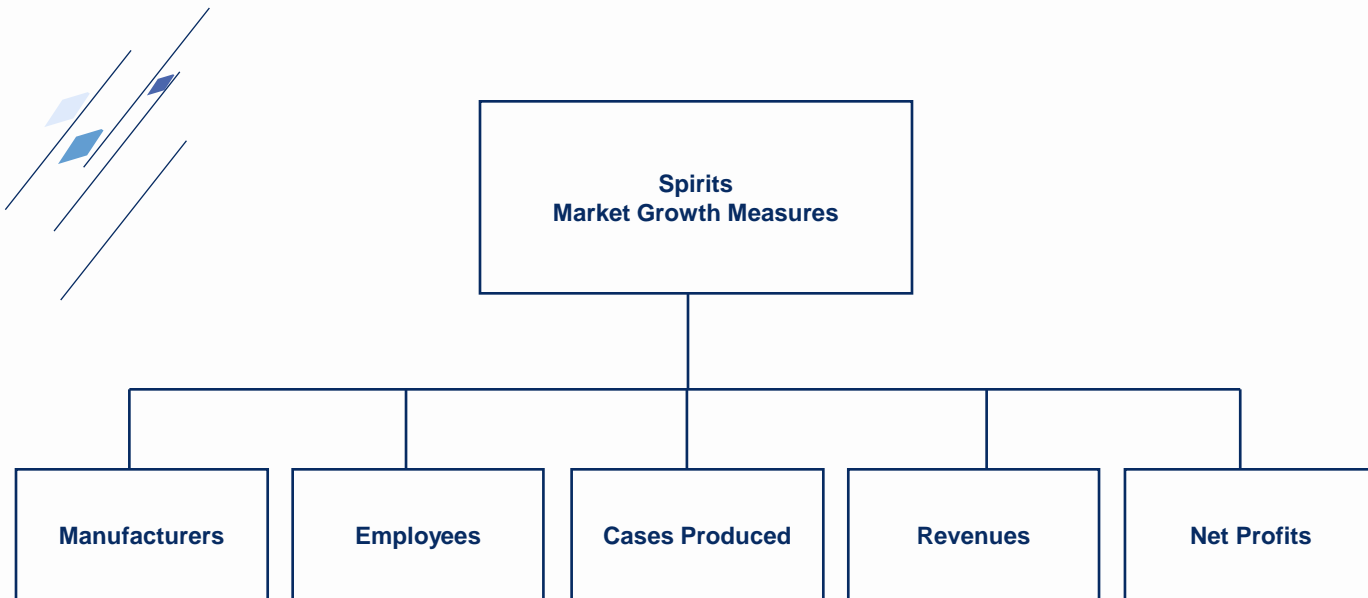 Spirits
Market Growth Measures
Manufacturers
Employees
Cases Produced
Revenues
Net Profits